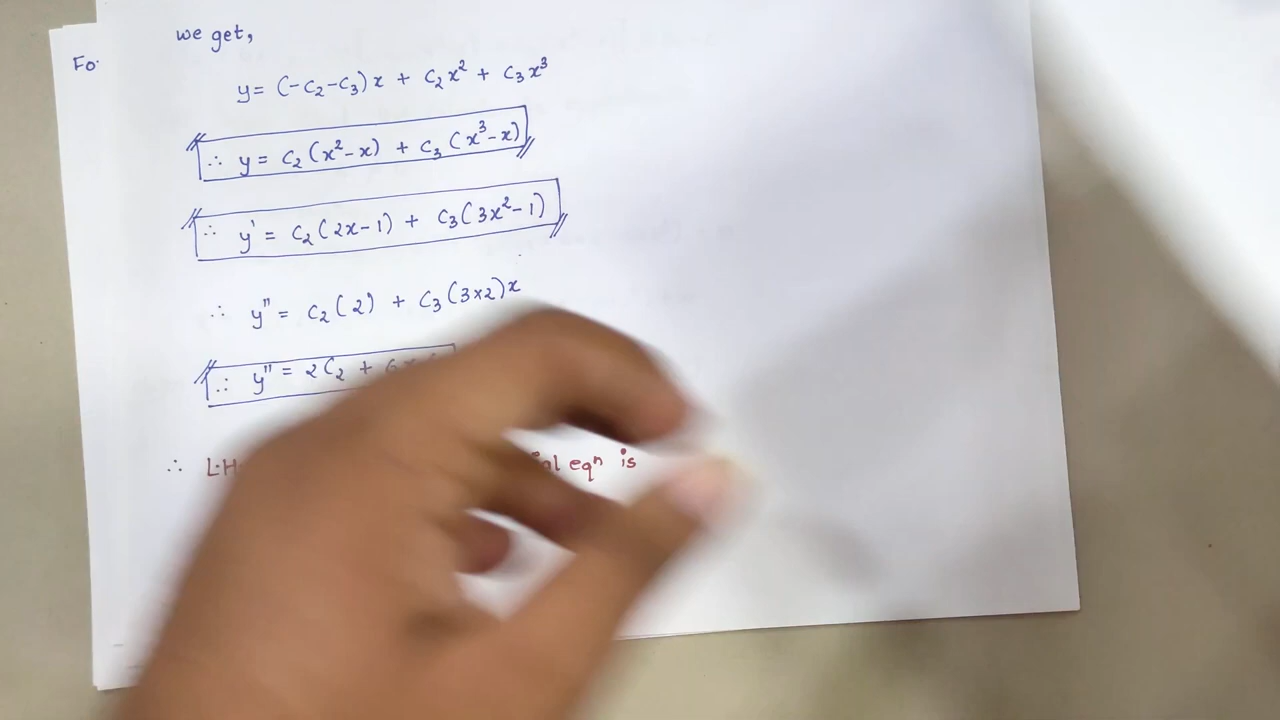 we get,
Fo
y = (-c₂-c₃)x + c₂x² + c₃x³
∴ y = c₂(x²-x) + c₃(x³-x)
∴ y' = c₂(2x-1) + c₃(3x²-1)
∴ y" = c₂(2) + c₃(3×2)x
∴ y" = 2c₂ +
∴ L.H eqⁿ is